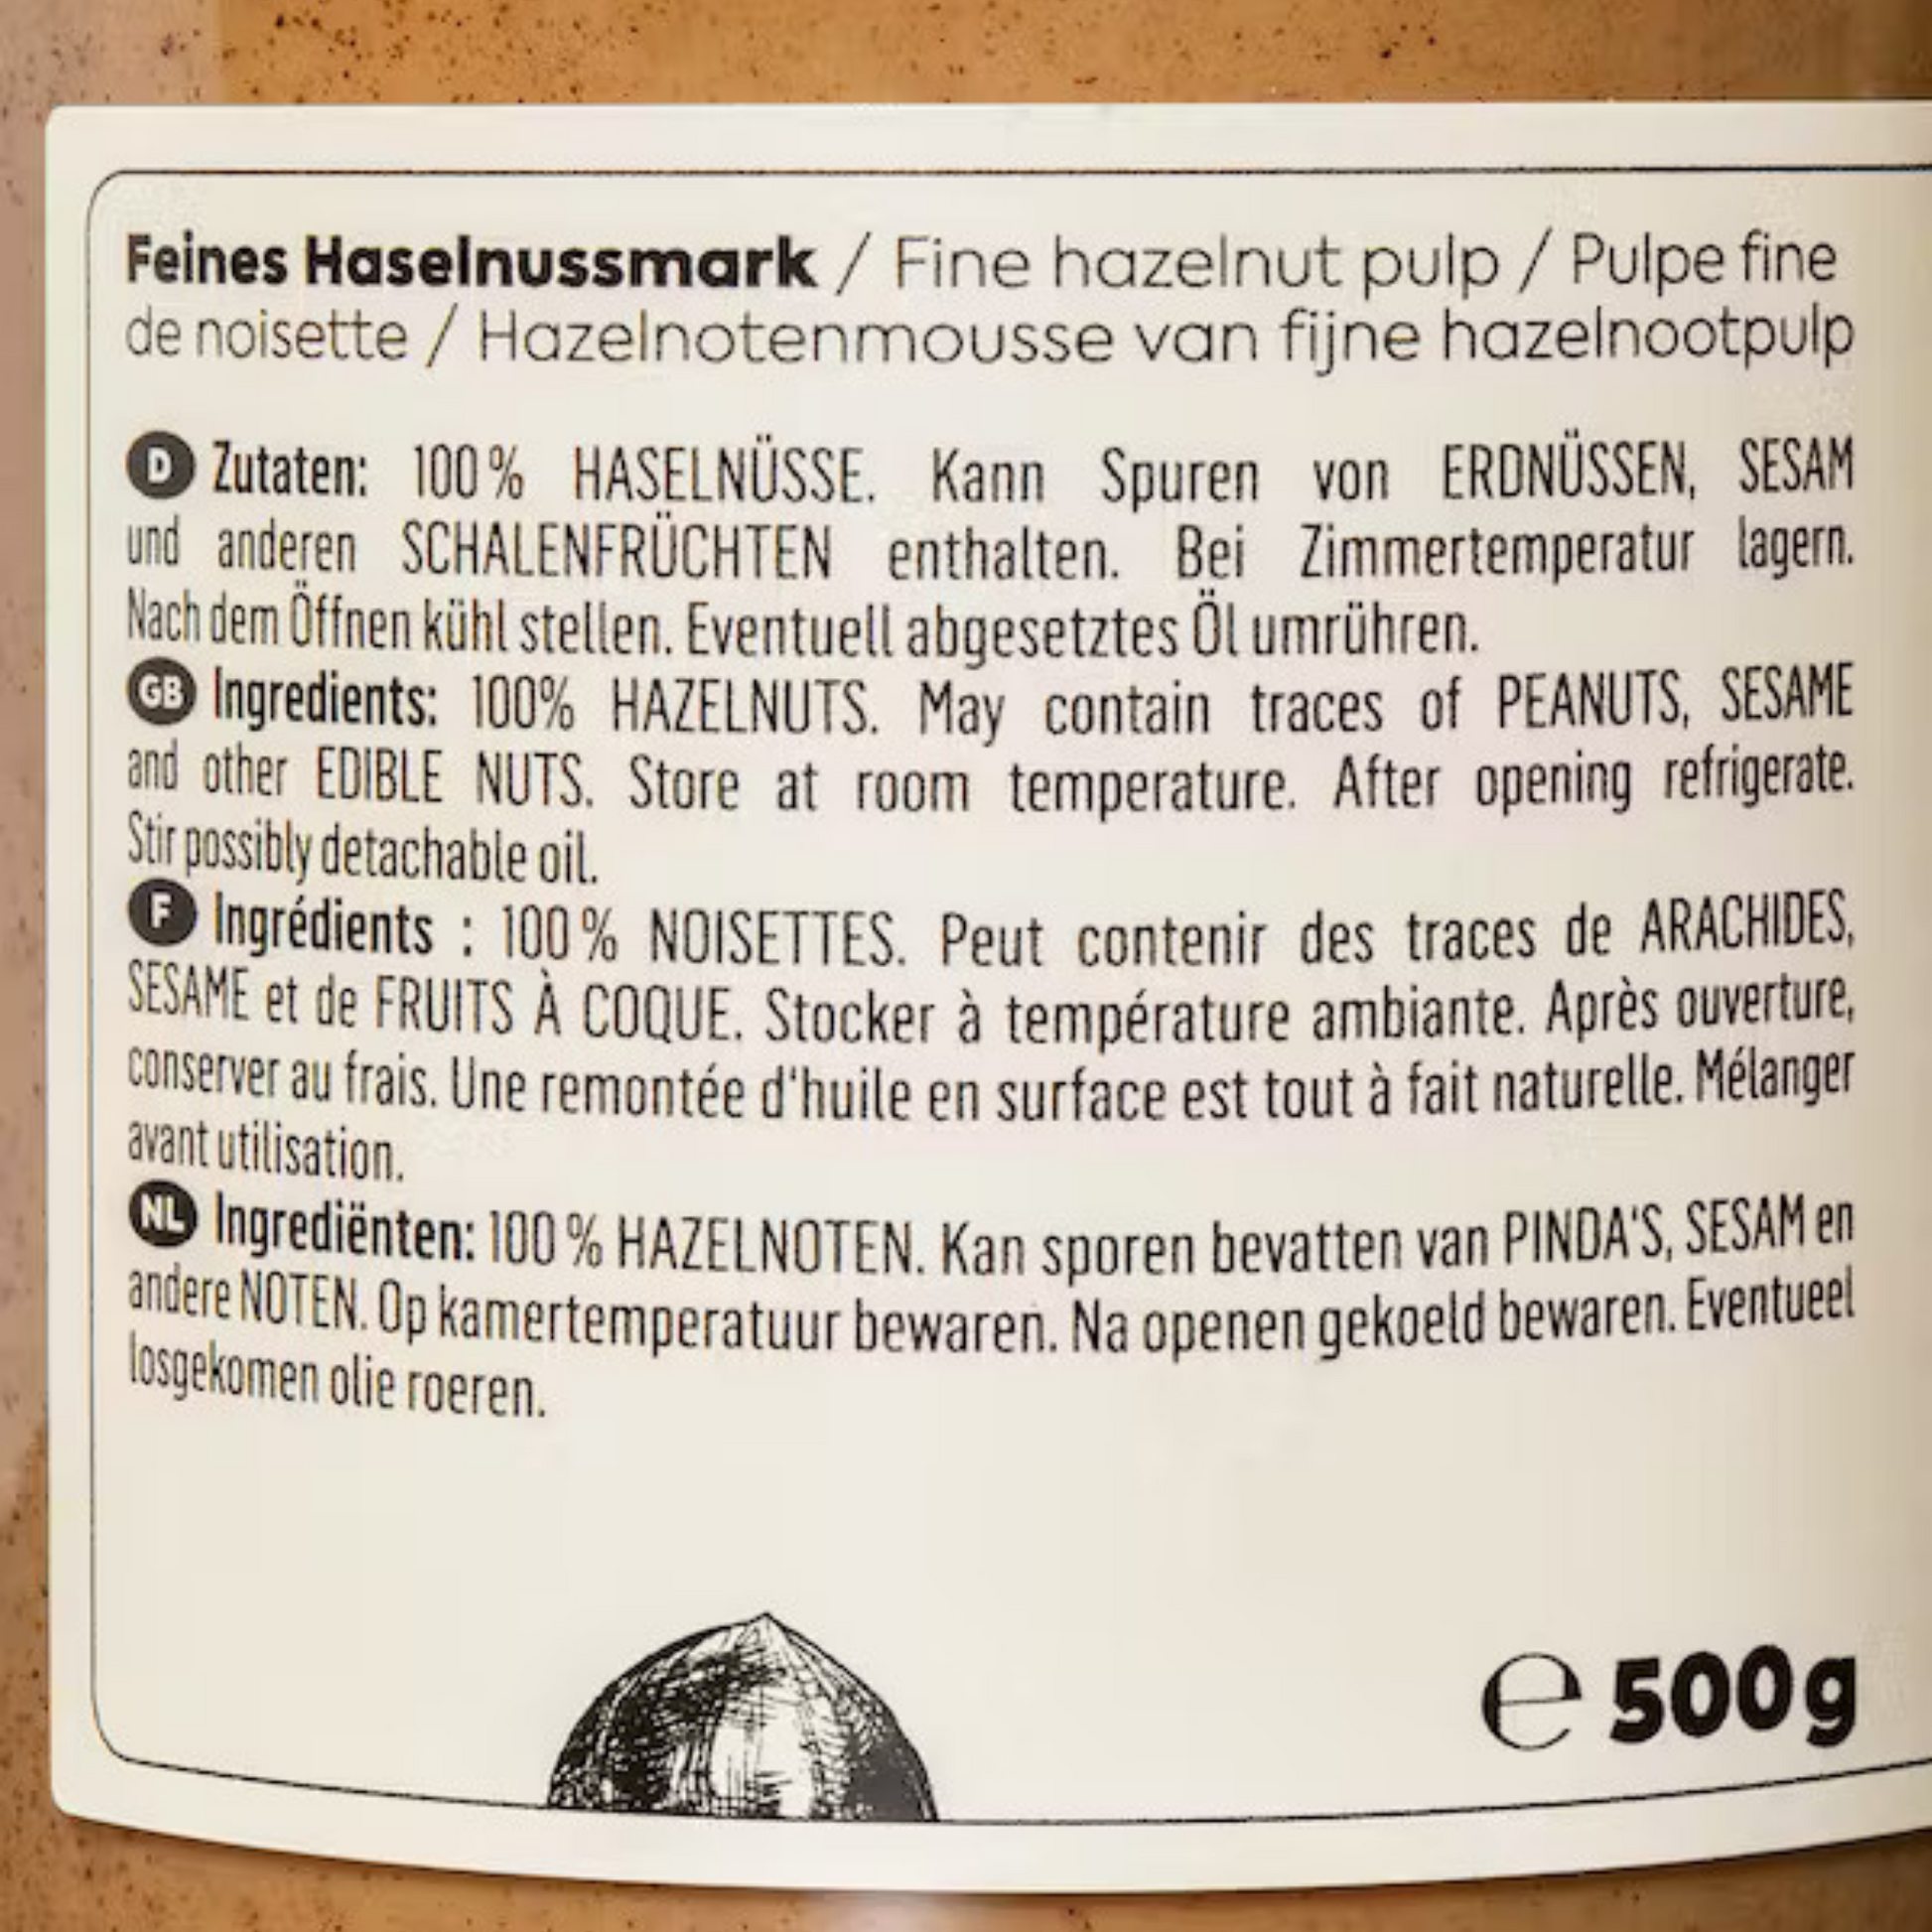 Feines Haselnussmark / Fine hazelnut pulp / Pulpe fine
de noisette / Hazelnotenmousse van fijne hazelnootpulp
D Zutaten: 100 % HASELNÜSSE. Kann Spuren von ERDNÜSSEN, SESAM
und anderen SCHALENFRÜCHTEN enthalten. Bei Zimmertemperatur lagern.
Nach dem Öffnen kühl stellen. Eventuell abgesetztes Öl umrühren.
GB Ingredients: 100% HAZELNUTS. May contain traces of PEANUTS, SESAME
and other EDIBLE NUTS. Store at room temperature. After opening refrigerate.
Stir possibly detachable oil.
F Ingrédients : 100 % NOISETTES. Peut contenir des traces de ARACHIDES,
SESAME et de FRUITS À COQUE. Stocker à température ambiante. Après ouverture,
conserver au frais. Une remontée d'huile en surface est tout à fait naturelle. Mélanger
avant utilisation.
NL Ingrediënten: 100 % HAZELNOTEN. Kan sporen bevatten van PINDA'S, SESAM en
andere NOTEN. Op kamertemperatuur bewaren. Na openen gekoeld bewaren. Eventueel
losgekomen olie roeren.
e 500g